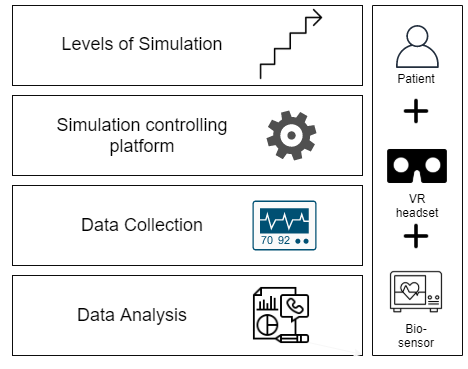 Levels of Simulation
Simulation controlling
platform
Data Collection
70 92
Data Analysis
Patient
VR
headset
Bio-
sensor